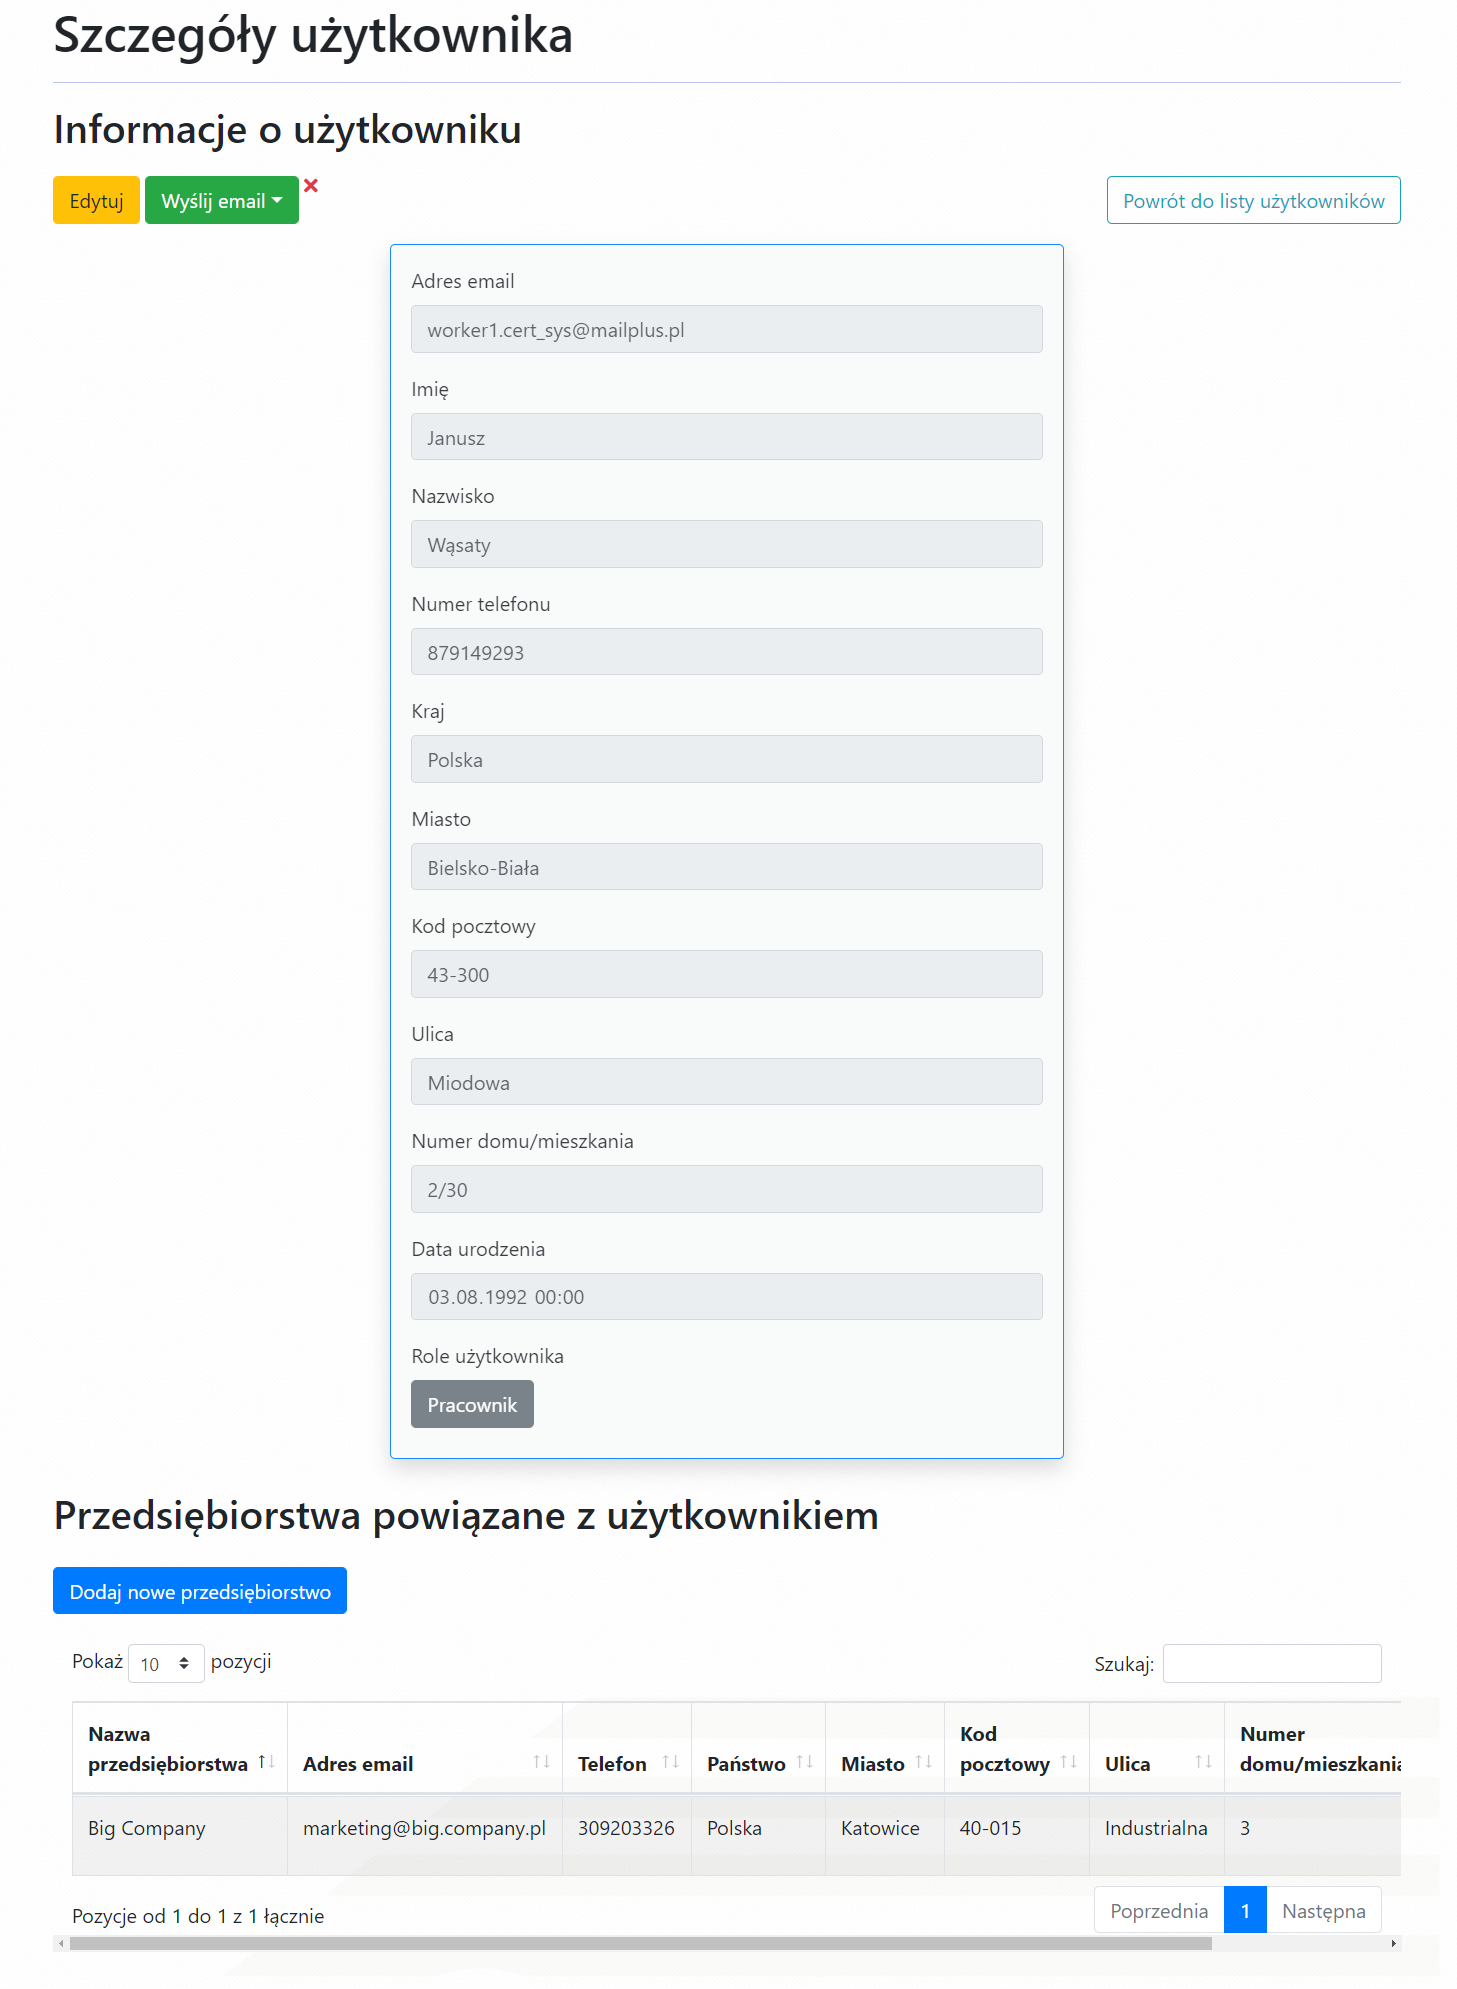 Szczegóły użytkownika
Informacje o użytkowniku
Edytuj Wyślij email Powrót do listy użytkowników
Adres email
worker1.cert_sys@mailplus.pl
Imię
Janusz
Nazwisko
Wąsaty
Numer telefonu
879149293
Kraj
Polska
Miasto
Bielsko-Biała
Kod pocztowy
43-300
Ulica
Miodowa
Numer domu/mieszkania
2/30
Data urodzenia
03.08.1992 00:00
Role użytkownika
Pracownik
Przedsiębiorstwa powiązane z użytkownikiem
Dodaj nowe przedsiębiorstwo
Pokaż 10 pozycji Szukaj:
Nazwa przedsiębiorstwa Adres email Telefon Państwo Miasto Kod pocztowy Ulica Numer domu/mieszkania
Big Company marketing@big.company.pl 309203326 Polska Katowice 40-015 Industrialna 3
Pozycje od 1 do 1 z 1 łącznie Poprzednia 1 Następna